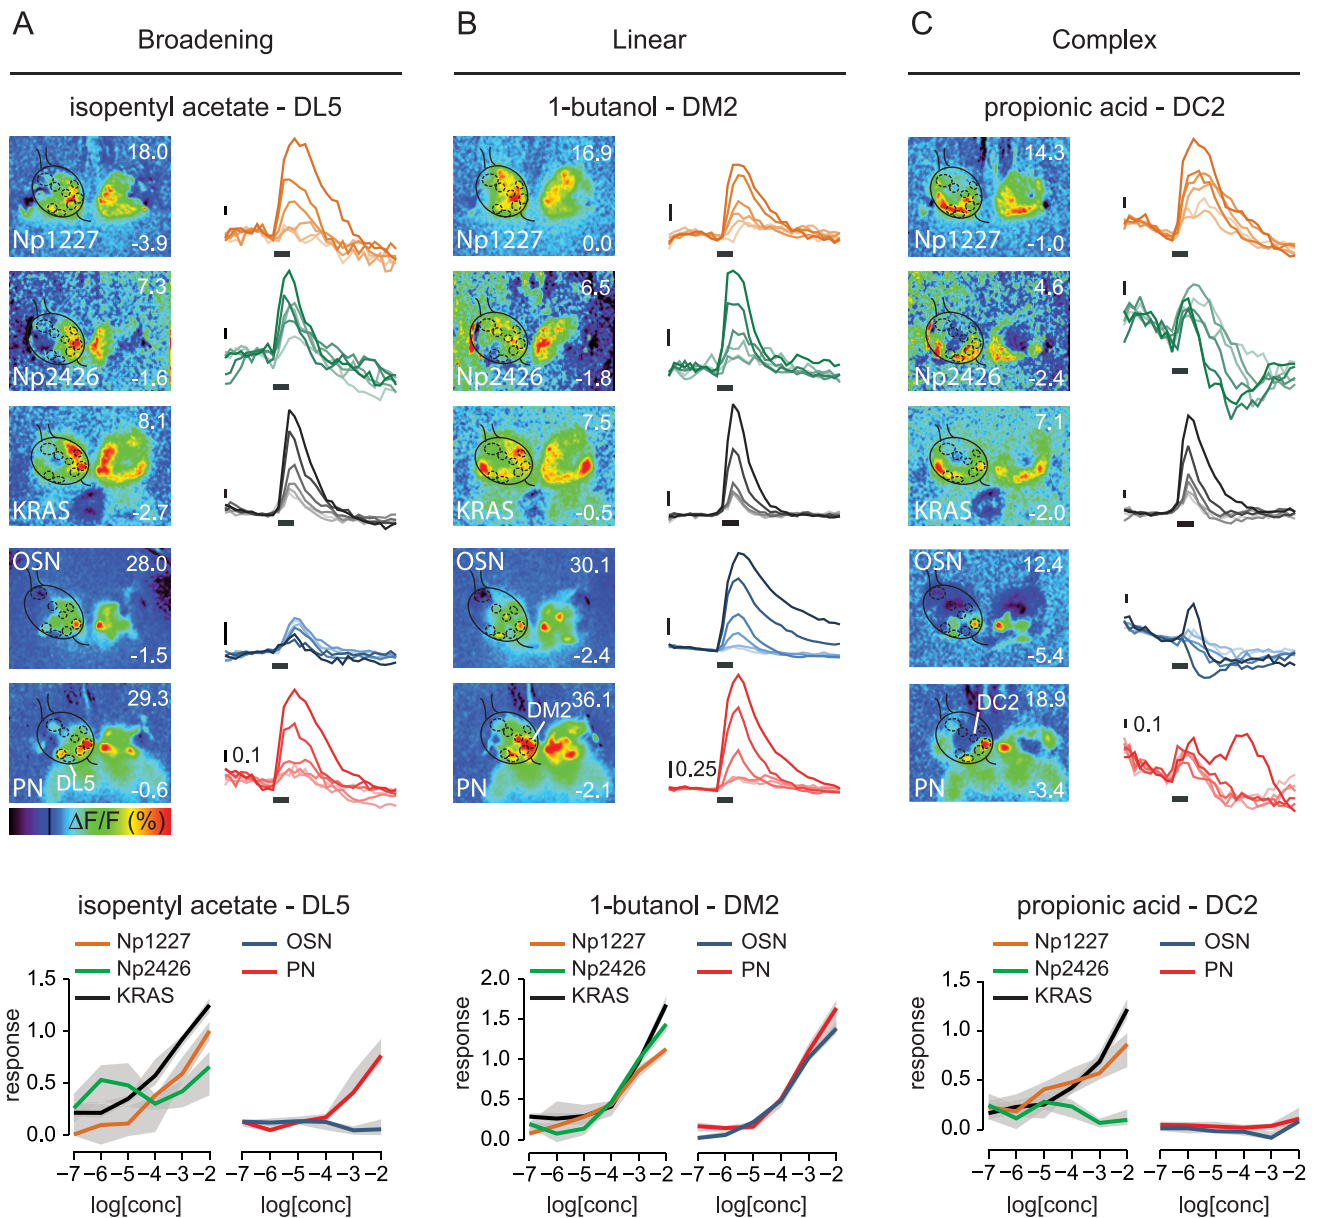 A
Broadening
isopentyl acetate - DL5
18.0
Np1227
-3.9
7.3
Np2426
-1.6
8.1
KRAS
-2.7
OSN
28.0
-1.5
29.3
DL5
PN
-0.6
0.1
ΔF/F (%)
B
Linear
1-butanol - DM2
16.9
Np1227
0.0
6.5
Np2426
-1.8
7.5
KRAS
-0.5
OSN
30.1
-2.4
36.1
DM2
PN
-2.1
0.25
C
Complex
propionic acid - DC2
14.3
Np1227
-1.0
4.6
Np2426
-2.4
7.1
KRAS
-2.0
OSN
12.4
-5.4
DC2
18.9
PN
-3.4
0.1
isopentyl acetate - DL5
Np1227
Np2426
KRAS
OSN
PN
response
1.5
1.0
0.5
0.0
−7 −6 −5 −4 −3 −2
log[conc]
−7 −6 −5 −4 −3 −2
log[conc]
1-butanol - DM2
Np1227
Np2426
KRAS
OSN
PN
response
2.0
1.5
1.0
0.5
0.0
−7 −6 −5 −4 −3 −2
log[conc]
−7 −6 −5 −4 −3 −2
log[conc]
propionic acid - DC2
Np1227
Np2426
KRAS
OSN
PN
response
1.5
1.0
0.5
0.0
−7 −6 −5 −4 −3 −2
log[conc]
−7 −6 −5 −4 −3 −2
log[conc]